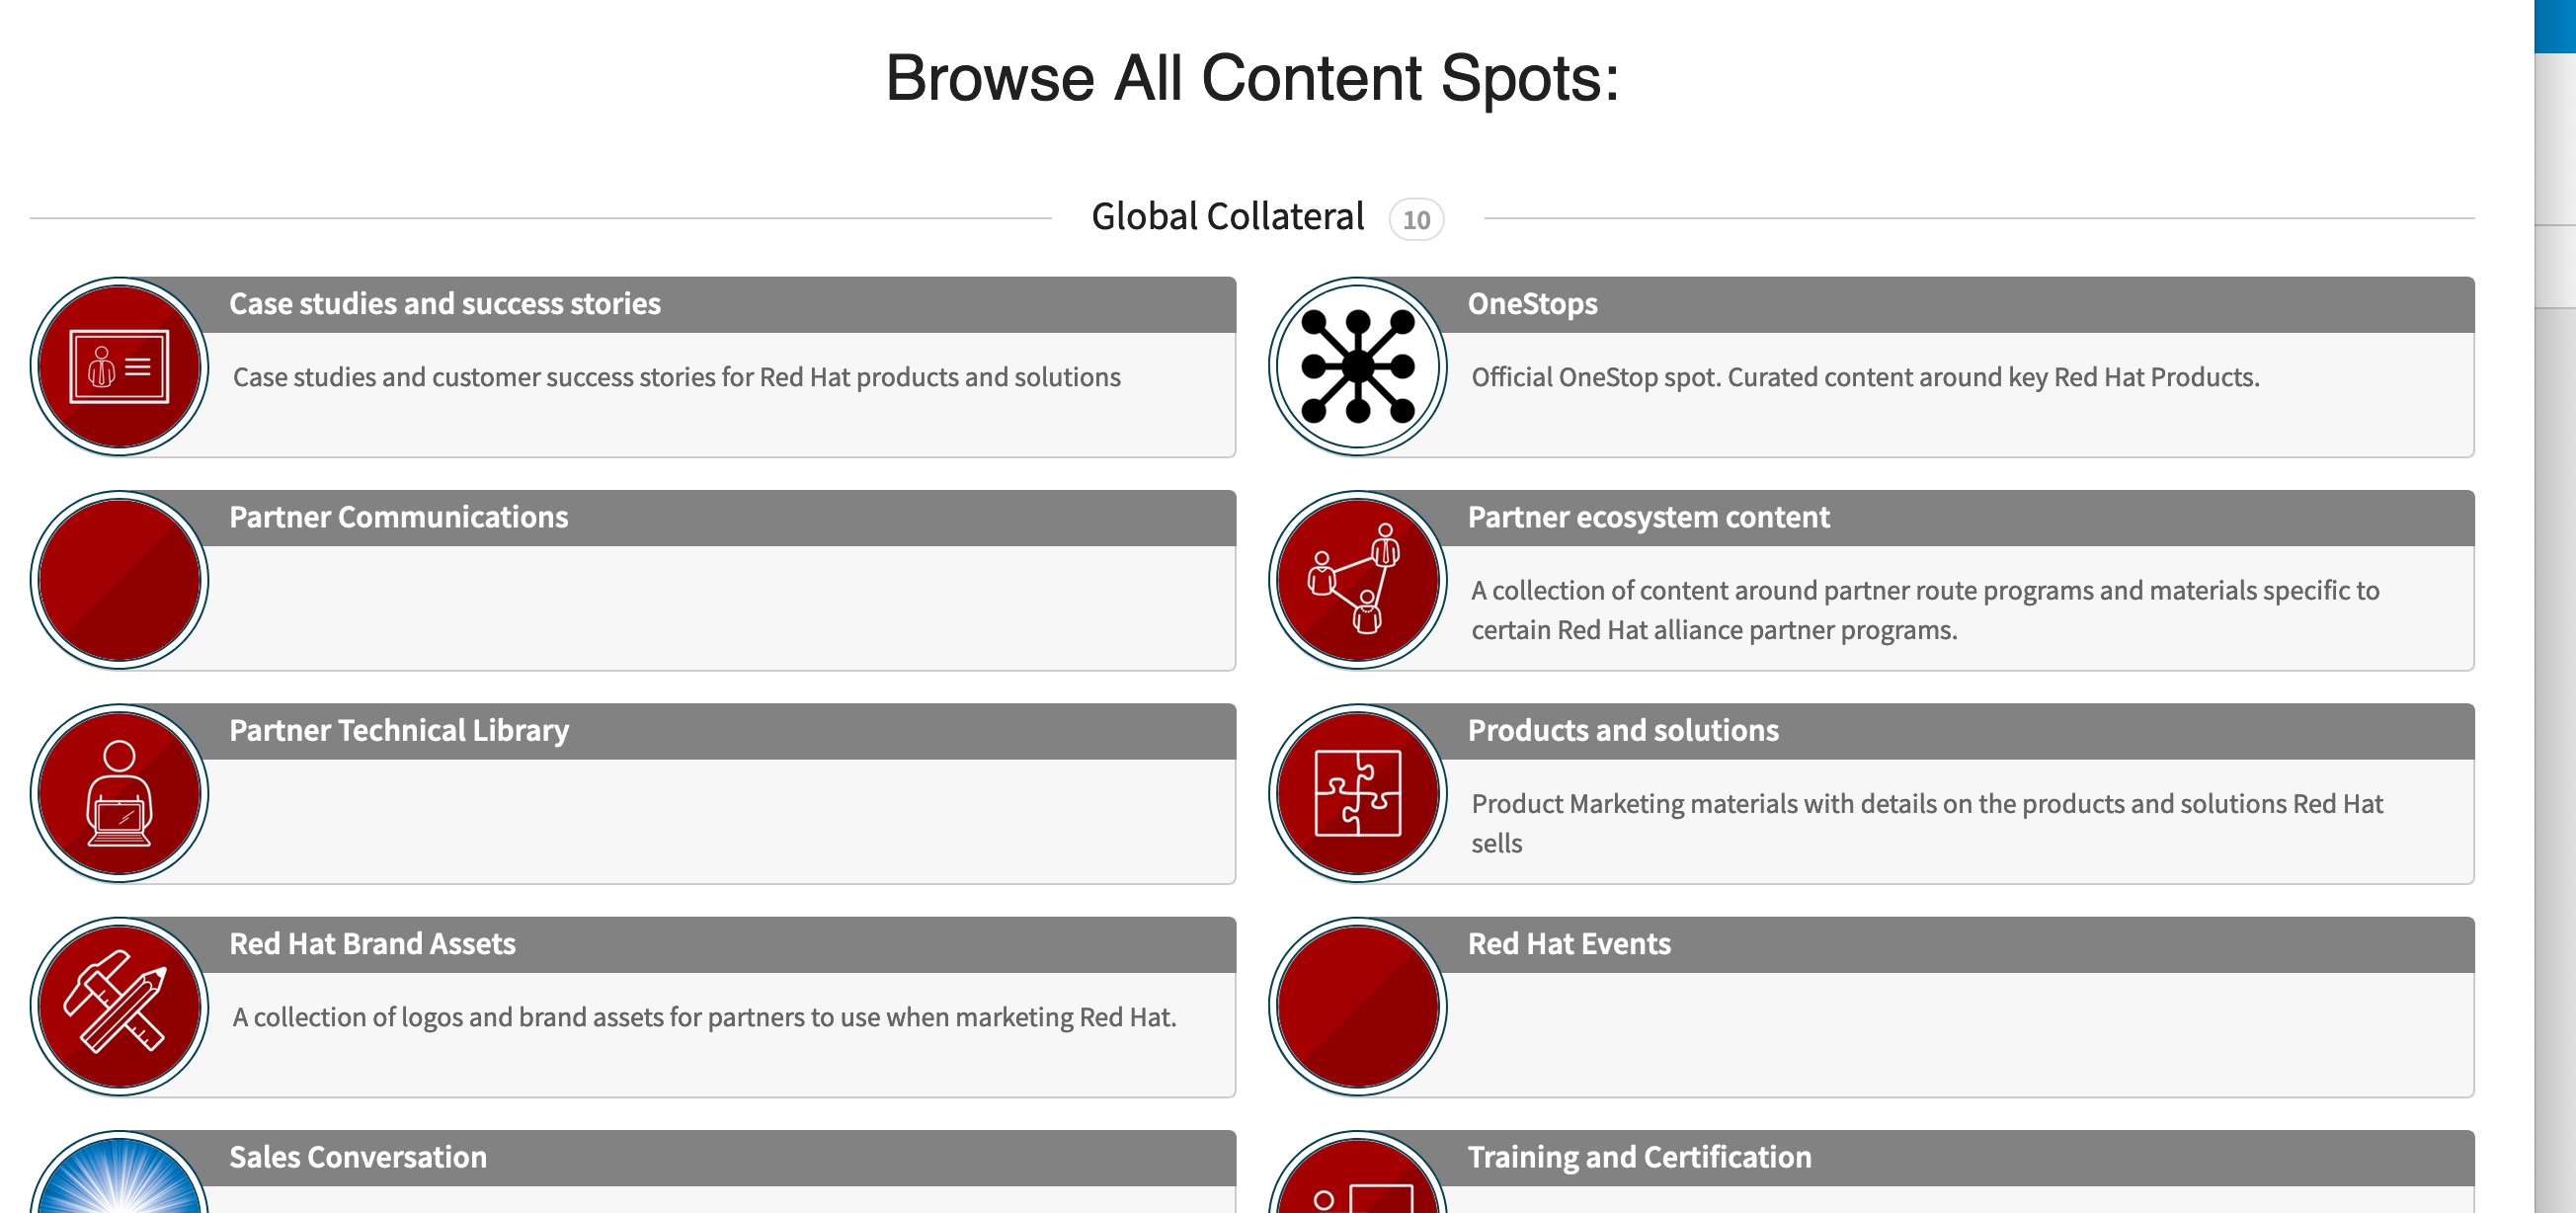 Browse All Content Spots:
Global Collateral 10
Case studies and success stories
Case studies and customer success stories for Red Hat products and solutions
OneStops
Official OneStop spot. Curated content around key Red Hat Products.
Partner Communications
Partner ecosystem content
A collection of content around partner route programs and materials specific to
certain Red Hat alliance partner programs.
Partner Technical Library
Products and solutions
Product Marketing materials with details on the products and solutions Red Hat
sells
Red Hat Brand Assets
A collection of logos and brand assets for partners to use when marketing Red Hat.
Red Hat Events
Sales Conversation
Training and Certification